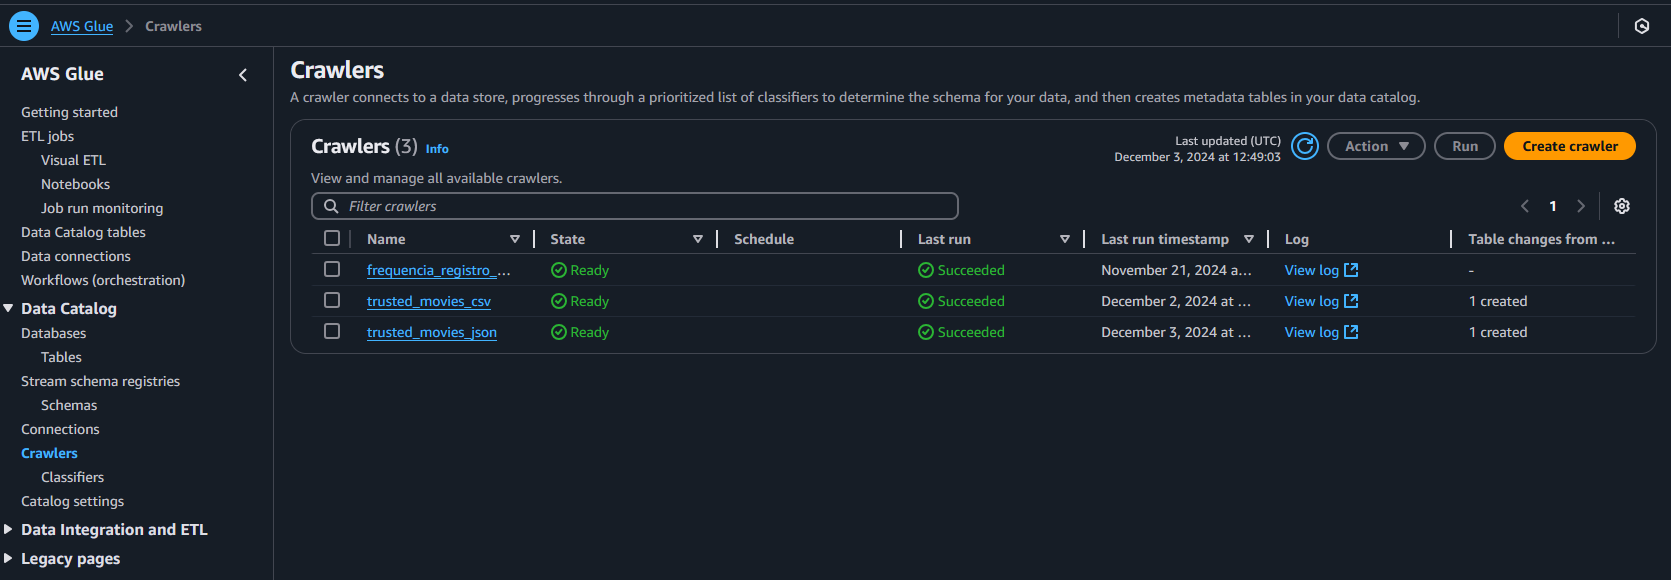 AWS Glue > Crawlers
AWS Glue
Getting started
ETL jobs
Visual ETL
Notebooks
Job run monitoring
Data Catalog tables
Data connections
Workflows (orchestration)
Data Catalog
Databases
Tables
Stream schema registries
Schemas
Connections
Crawlers
Classifiers
Catalog settings
Data Integration and ETL
Legacy pages
Crawlers
A crawler connects to a data store, progresses through a prioritized list of classifiers to determine the schema for your data, and then creates metadata tables in your data catalog.
Crawlers (3) Info
Last updated (UTC)
December 3, 2024 at 12:49:03
Action
Run
Create crawler
View and manage all available crawlers.
Filter crawlers
1
Name State Schedule Last run Last run timestamp Log Table changes from ...
frequencia_registro_... Ready Succeeded November 21, 2024 a... View log -
trusted_movies_csv Ready Succeeded December 2, 2024 at ... View log 1 created
trusted_movies_json Ready Succeeded December 3, 2024 at ... View log 1 created